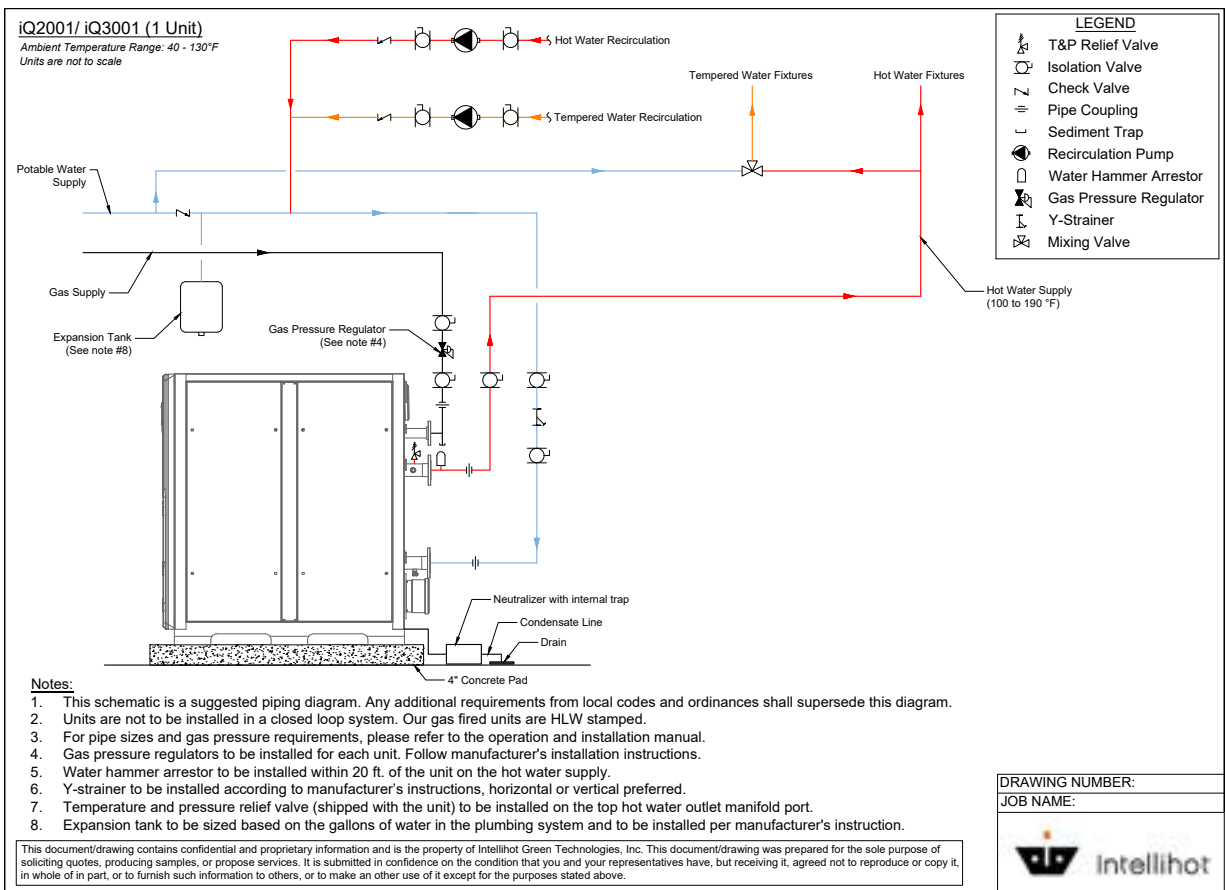 iQ2001/ iQ3001 (1 Unit)
Ambient Temperature Range: 40 - 130°F
Units are not to scale
Hot Water Recirculation
Tempered Water Recirculation
Tempered Water Fixtures
Hot Water Fixtures
LEGEND
T&P Relief Valve
Isolation Valve
Check Valve
Pipe Coupling
Sediment Trap
Recirculation Pump
Water Hammer Arrestor
Gas Pressure Regulator
Y-Strainer
Mixing Valve
Potable Water
Supply
Gas Supply
Expansion Tank
(See note #8)
Gas Pressure Regulator
(See note #4)
Hot Water Supply
(100 to 190 °F)
Neutralizer with internal trap
Condensate Line
Drain
4" Concrete Pad
Notes:
1. This schematic is a suggested piping diagram. Any additional requirements from local codes and ordinances shall supersede this diagram.
2. Units are not to be installed in a closed loop system. Our gas fired units are HLW stamped.
3. For pipe sizes and gas pressure requirements, please refer to the operation and installation manual.
4. Gas pressure regulators to be installed for each unit. Follow manufacturer's installation instructions.
5. Water hammer arrestor to be installed within 20 ft. of the unit on the hot water supply.
6. Y-strainer to be installed according to manufacturer's instructions, horizontal or vertical preferred.
7. Temperature and pressure relief valve (shipped with the unit) to be installed on the top hot water outlet manifold port.
8. Expansion tank to be sized based on the gallons of water in the plumbing system and to be installed per manufacturer's instruction.
This document/drawing contains confidential and proprietary information and is the property of Intellihot Green Technologies, Inc. This document/drawing was prepared for the sole purpose of
soliciting quotes, producing samples, or propose services. It is submitted in confidence on the condition that you and your representatives have, but receiving it, agreed not to reproduce or copy it,
in whole of in part, or to furnish such information to others, or to make an other use of it except for the purposes stated above.
DRAWING NUMBER:
JOB NAME:
Intellihot